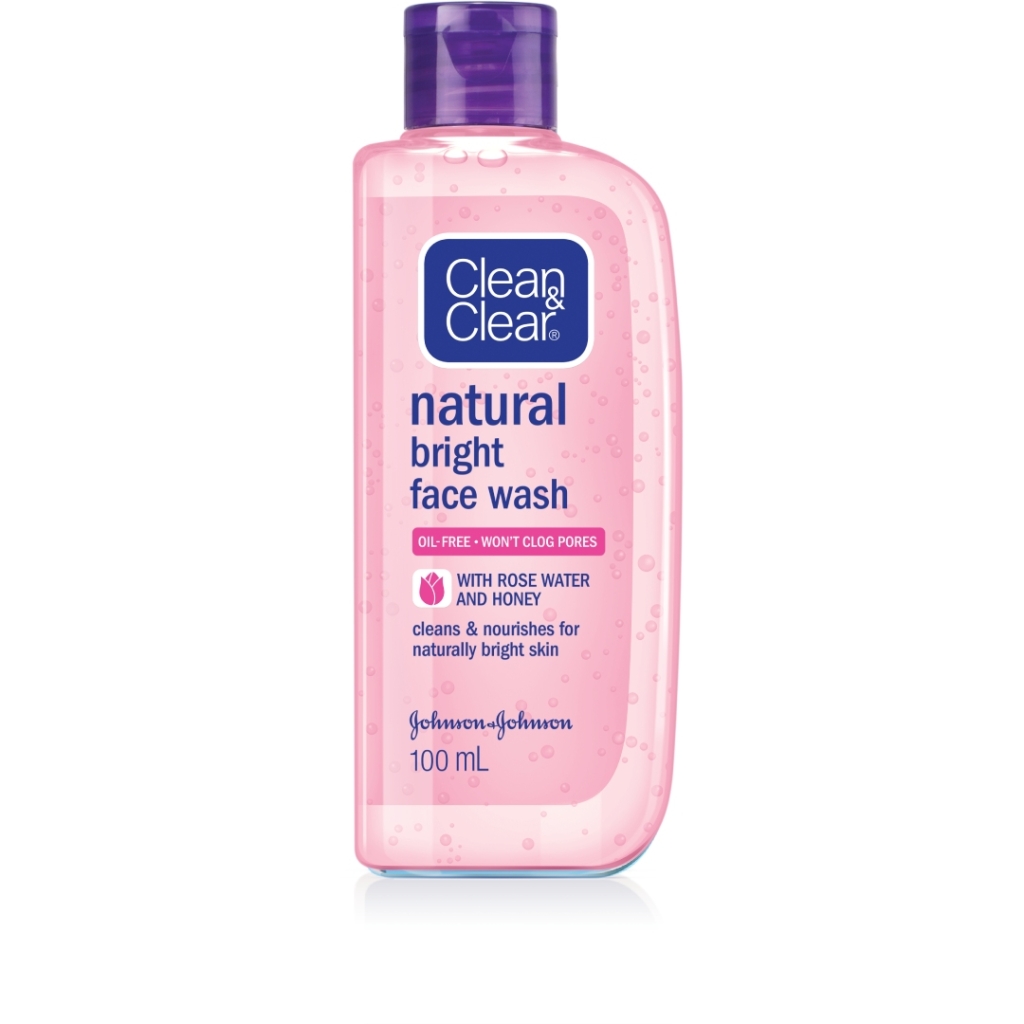 Clean
&
Clear®
natural
bright
face wash
OIL-FREE • WON'T CLOG PORES
WITH ROSE WATER
AND HONEY
cleans & nourishes for
naturally bright skin
Johnson+Johnson
100 mL